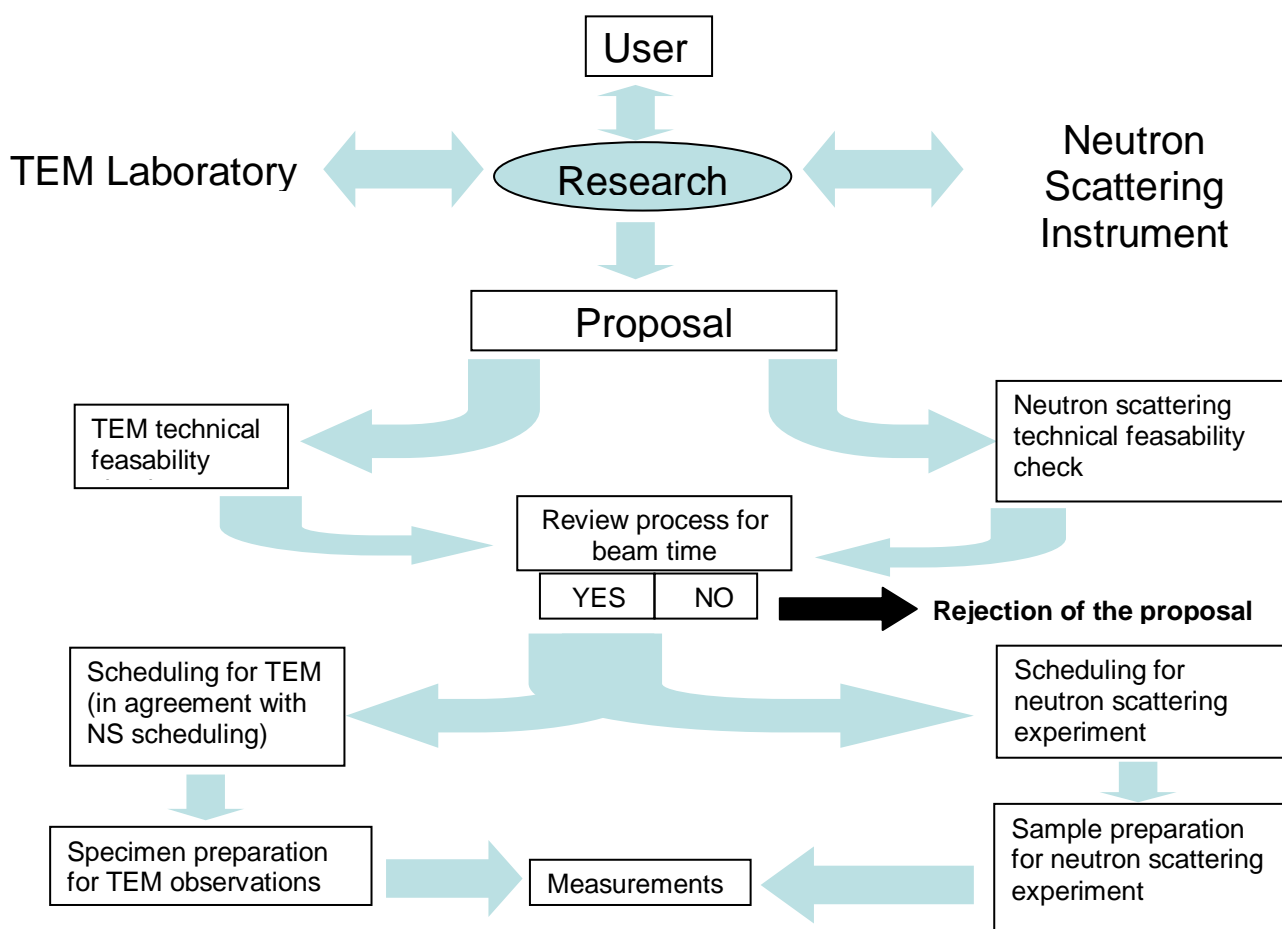 User
TEM Laboratory
Research
Neutron
Scattering
Instrument
Proposal
TEM technical
feasability
Neutron scattering
technical feasability
check
Review process for
beam time
YES
NO
Rejection of the proposal
Scheduling for TEM
(in agreement with
NS scheduling)
Scheduling for
neutron scattering
experiment
Specimen preparation
for TEM observations
Measurements
Sample preparation
for neutron scattering
experiment